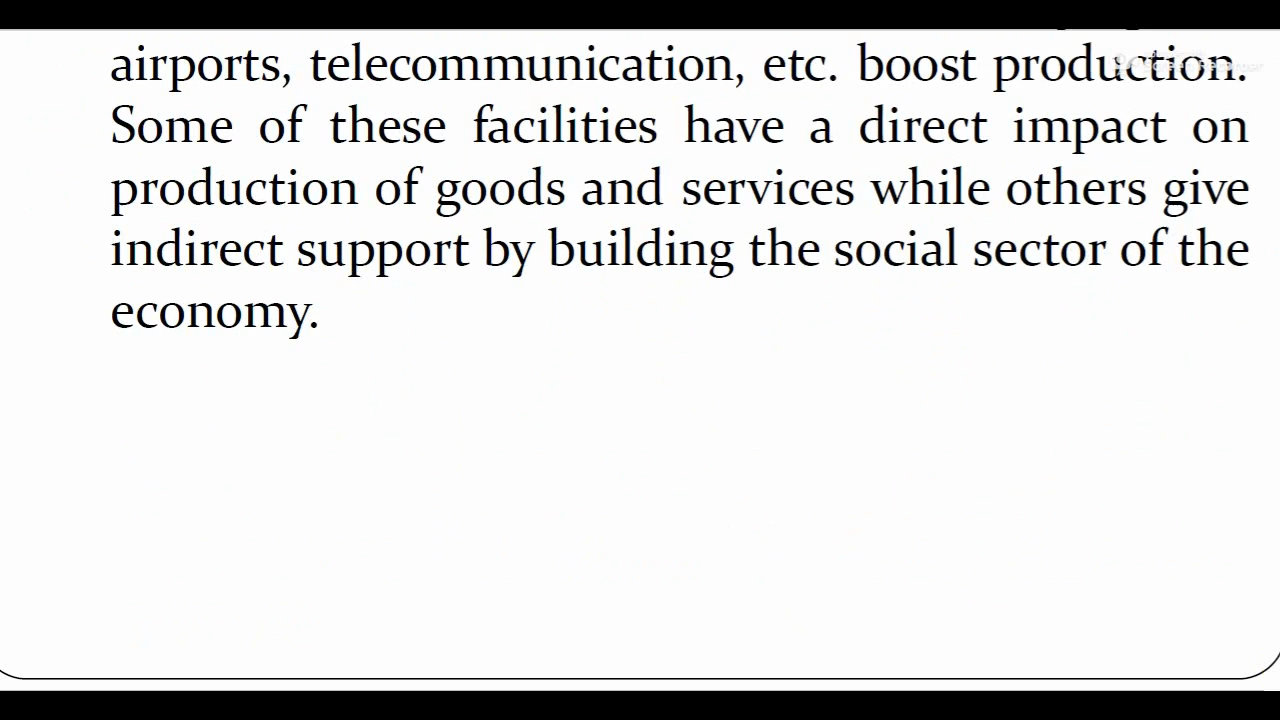 airports, telecommunication, etc. boost production.
Some of these facilities have a direct impact on
production of goods and services while others give
indirect support by building the social sector of the
economy.